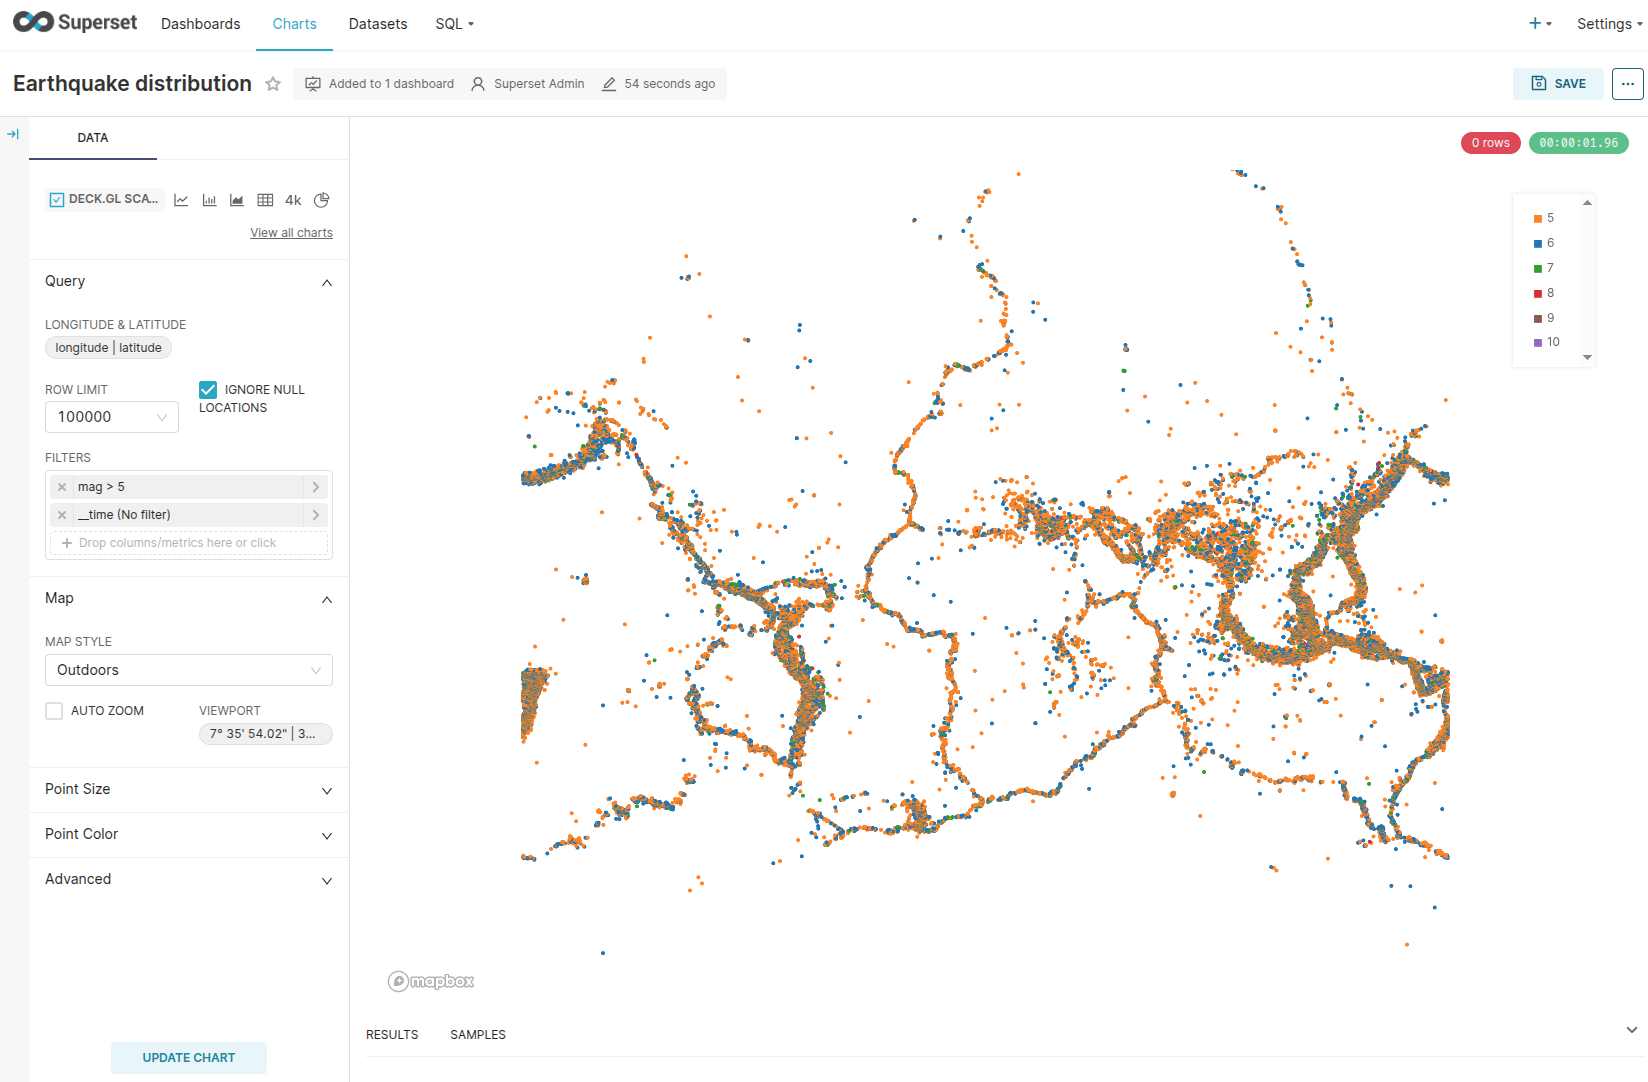 Superset Dashboards Charts Datasets SQL Settings
Earthquake distribution Added to 1 dashboard Superset Admin 54 seconds ago SAVE
DATA
0 rows 00:00:01.96
DECK.GL SCA... 4k
View all charts
Query
LONGITUDE & LATITUDE
longitude | latitude
ROW LIMIT
100000
IGNORE NULL
LOCATIONS
FILTERS
mag > 5
__time (No filter)
Drop columns/metrics here or click
Map
MAP STYLE
Outdoors
AUTO ZOOM
VIEWPORT
7° 35' 54.02" | 3...
Point Size
Point Color
Advanced
UPDATE CHART
5
6
7
8
9
10
mapbox
RESULTS SAMPLES